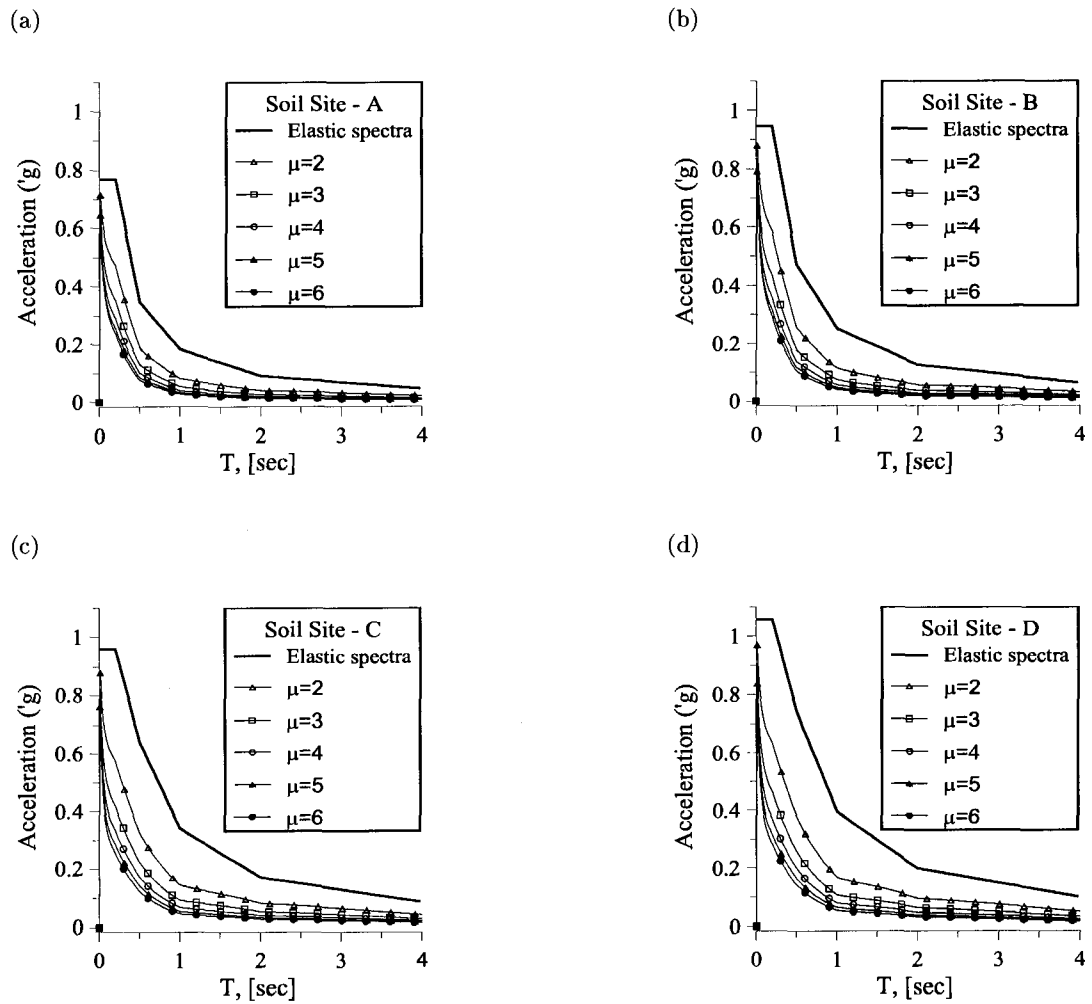 (a)
Soil Site - A
Elastic spectra
μ=2
μ=3
μ=4
μ=5
μ=6
1
0.8
0.6
0.4
0.2
0
Acceleration ('g)
0 1 2 3 4
T, [sec]
(b)
Soil Site - B
Elastic spectra
μ=2
μ=3
μ=4
μ=5
μ=6
1
0.8
0.6
0.4
0.2
0
Acceleration ('g)
0 1 2 3 4
T, [sec]
(c)
Soil Site - C
Elastic spectra
μ=2
μ=3
μ=4
μ=5
μ=6
1
0.8
0.6
0.4
0.2
0
Acceleration ('g)
0 1 2 3 4
T, [sec]
(d)
Soil Site - D
Elastic spectra
μ=2
μ=3
μ=4
μ=5
μ=6
1
0.8
0.6
0.4
0.2
0
Acceleration ('g)
0 1 2 3 4
T, [sec]